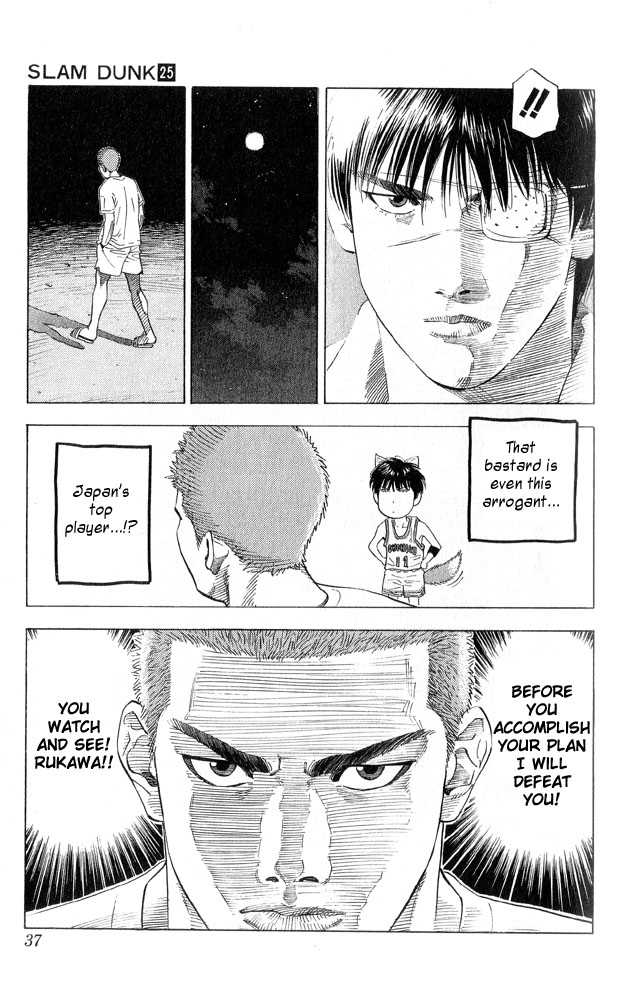 SLAM DUNK 25
!!
That
bastard is
even this
arrogant...
Japan's
top
player...!?
11
BEFORE
YOU
ACCOMPLISH
YOUR PLAN
I WILL
DEFEAT
YOU!
YOU
WATCH
AND SEE!
RUKAWA!!
37